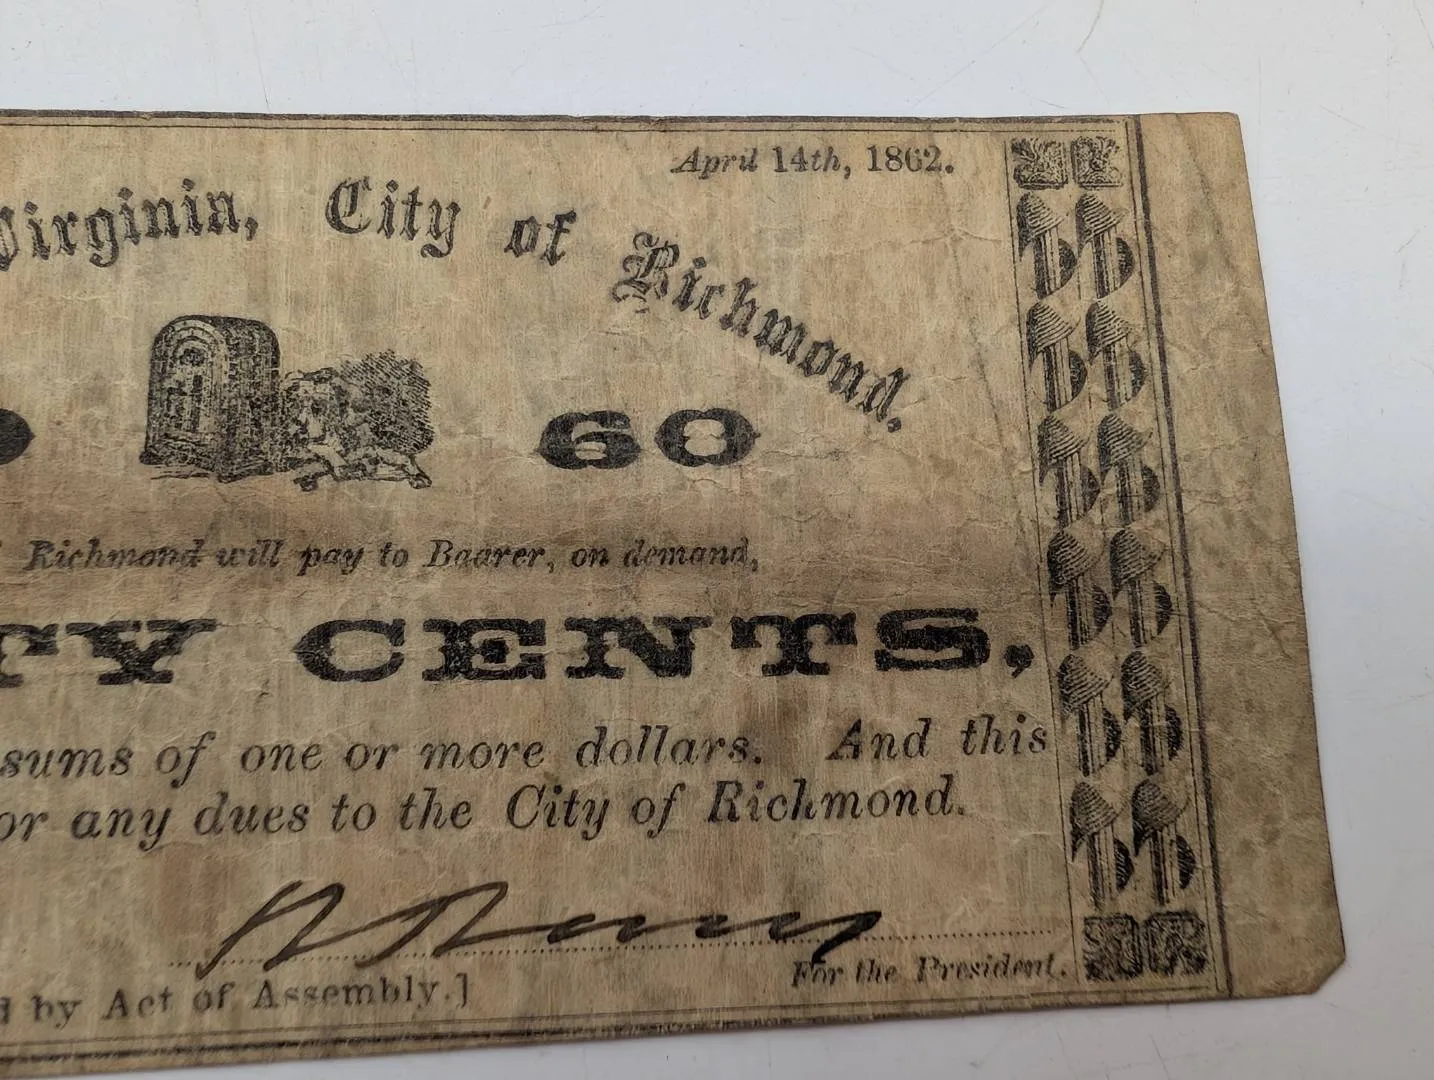 April 14th, 1862.
Virginia, City of Richmond,
60
Richmond will pay to Baarer, on demand,
TY CENTS,
sums of one or more dollars. And this
or any dues to the City of Richmond.
For the President.
d by Act of Assembly.]